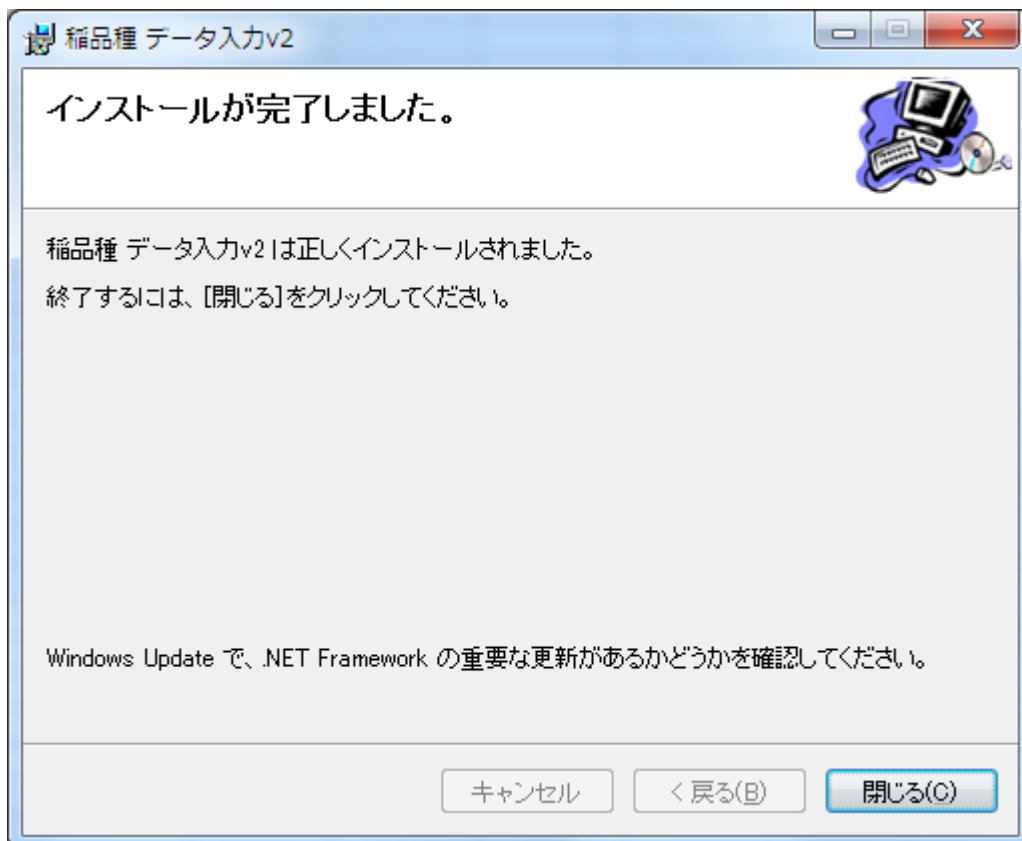 稲品種 データ入力v2
インストールが完了しました。
稲品種 データ入力v2 は正しくインストールされました。
終了するには、[閉じる]をクリックしてください。
Windows Update で、.NET Framework の重要な更新があるかどうかを確認してください。
キャンセル
< 戻る(B)
閉じる(C)